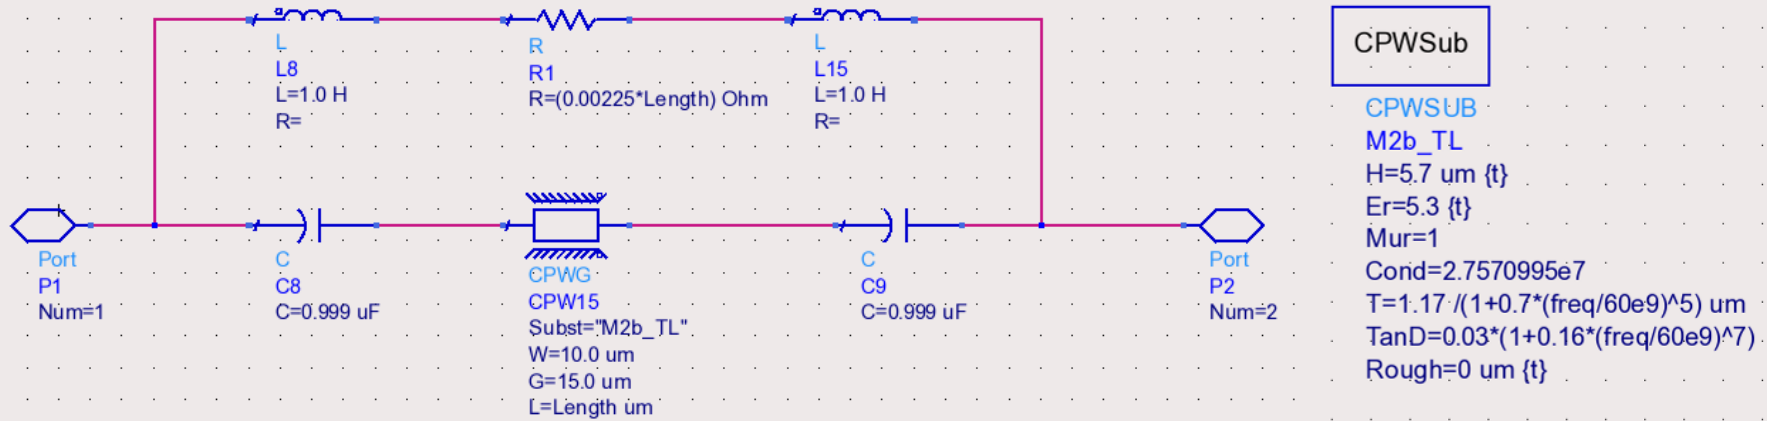 L
L8
L=1.0 H
R=
R
R1
R=(0.00225*Length) Ohm
L
L15
L=1.0 H
R=
Port
P1
Num=1
C
C8
C=0.999 uF
CPWG
CPW15
Subst="M2b_TL"
W=10.0 um
G=15.0 um
L=Length um
C
C9
C=0.999 uF
Port
P2
Num=2
CPWSub
CPWSUB
M2b_TL
H=5.7 um {t}
Er=5.3 {t}
Mur=1
Cond=2.7570995e7
T=1.17 /(1+0.7*(freq/60e9)^5) um
TanD=0.03*(1+0.16*(freq/60e9)^7)
Rough=0 um {t}